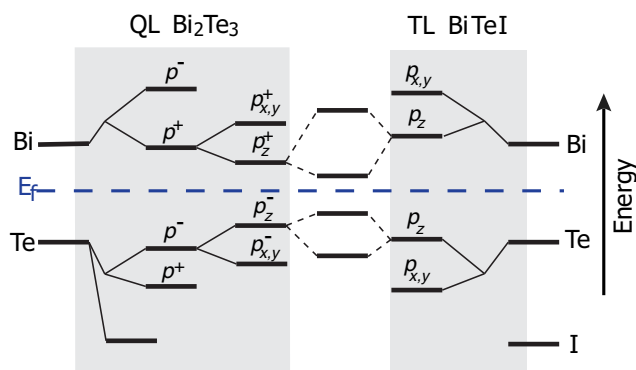 QL Bi₂Te₃
TL BiTeI
p⁻
p⁺
p⁺x,y
p⁺z
Bi
px,y
pz
Bi
Ef
Energy
Te
p⁻
p⁺
p⁻z
p⁻x,y
pz
px,y
Te
I